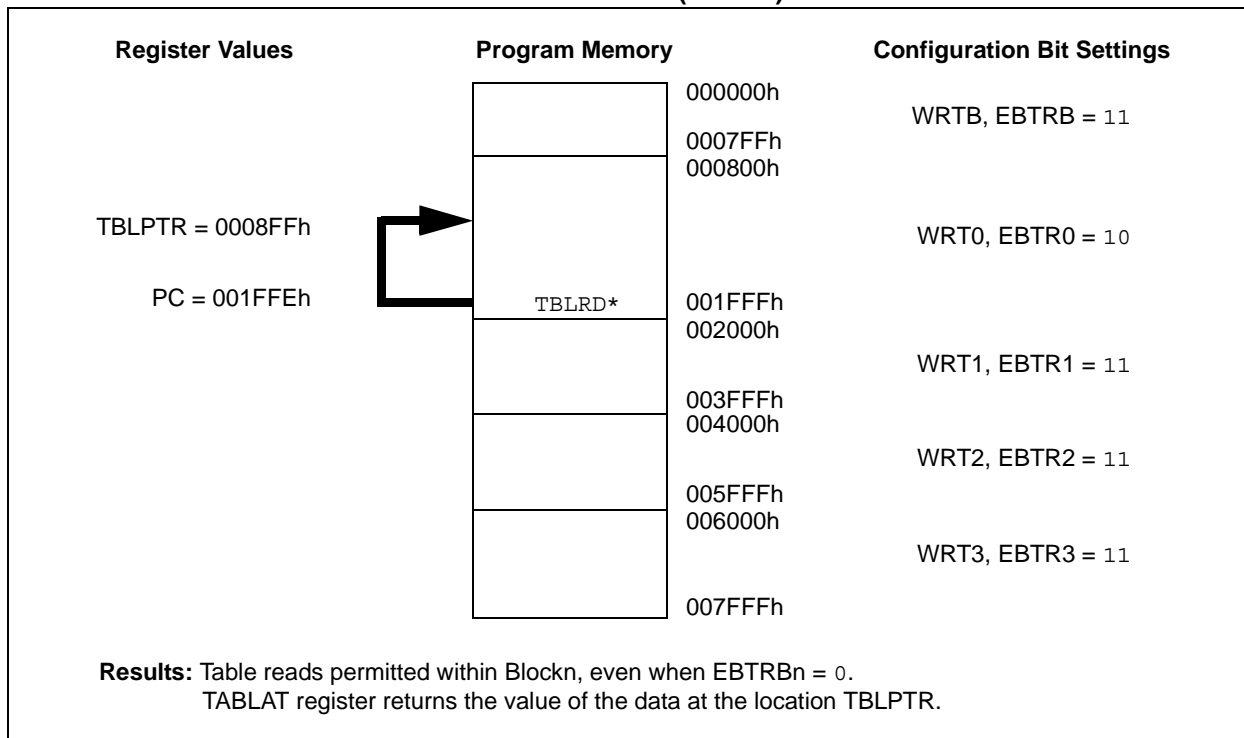 Register Values Program Memory Configuration Bit Settings
000000h
WRTB, EBTRB = 11
0007FFh
000800h
TBLPTR = 0008FFh
WRT0, EBTR0 = 10
PC = 001FFEh
TBLRD*
001FFFh
002000h
WRT1, EBTR1 = 11
003FFFh
004000h
WRT2, EBTR2 = 11
005FFFh
006000h
WRT3, EBTR3 = 11
007FFFh
Results: Table reads permitted within Blockn, even when EBTRBn = 0.
TABLAT register returns the value of the data at the location TBLPTR.